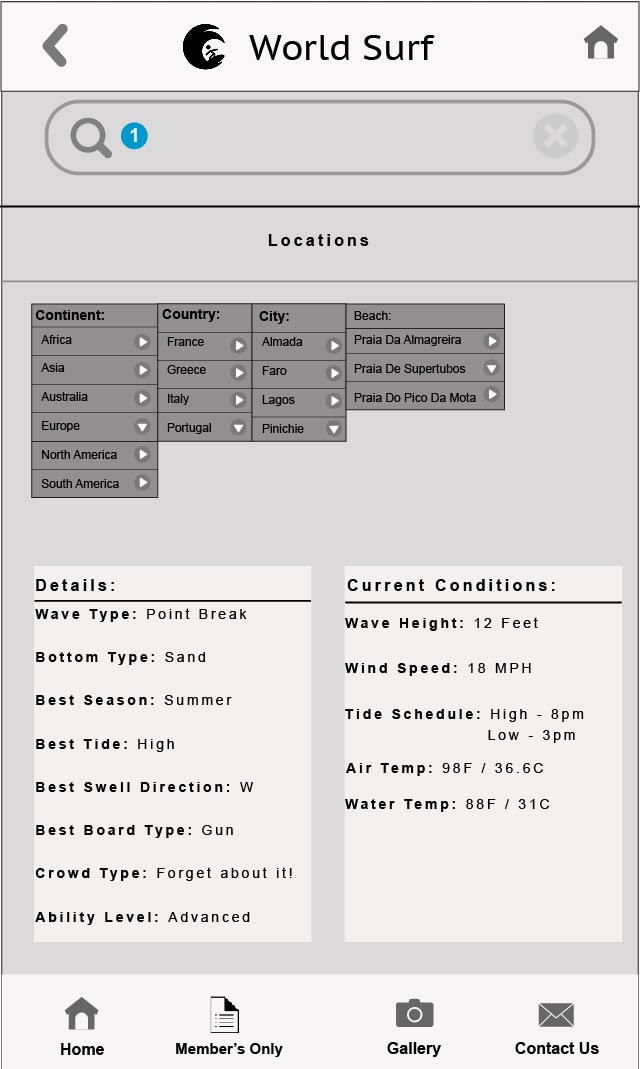 World Surf
1
Locations
Continent:
Africa
Asia
Australia
Europe
North America
South America
Country:
France
Greece
Italy
Portugal
City:
Almada
Faro
Lagos
Pinichie
Beach:
Praia Da Almagreira
Praia De Supertubos
Praia Do Pico Da Mota
Details:
Wave Type: Point Break
Bottom Type: Sand
Best Season: Summer
Best Tide: High
Best Swell Direction: W
Best Board Type: Gun
Crowd Type: Forget about it!
Ability Level: Advanced
Current Conditions:
Wave Height: 12 Feet
Wind Speed: 18 MPH
Tide Schedule: High - 8pm
Low - 3pm
Air Temp: 98F / 36.6C
Water Temp: 88F / 31C
Home
Member's Only
Gallery
Contact Us